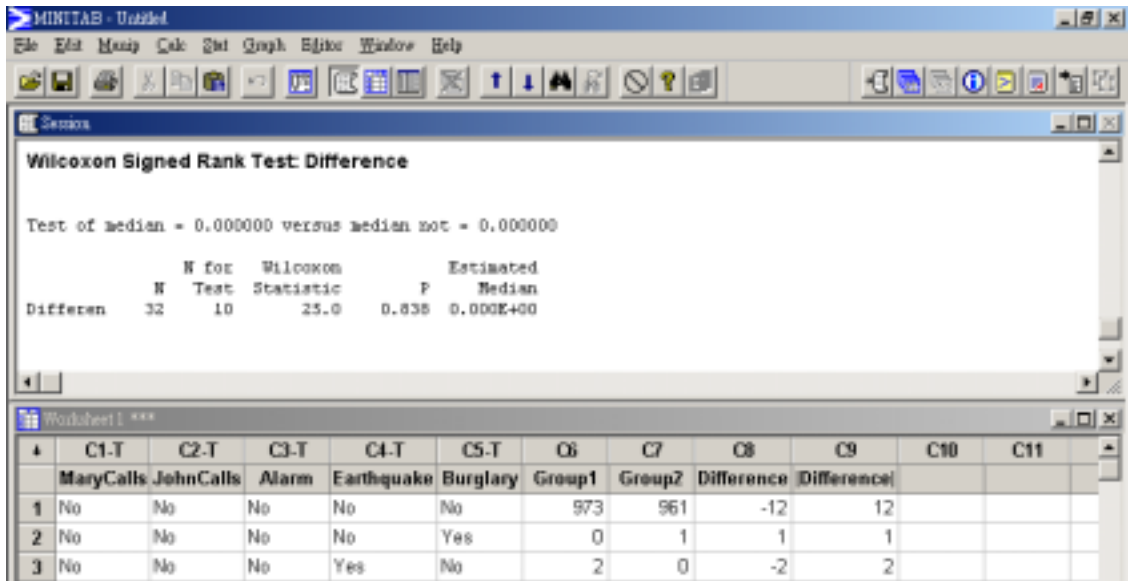 MINITAB - Untitled
File Edit Manip Calc Stat Graph Editor Window Help
Session
Wilcoxon Signed Rank Test: Difference
Test of median = 0.000000 versus median not = 0.000000
N for Wilcoxon Estimated
N Test Statistic P Median
Differen 32 10 25.0 0.838 0.000E+00
Worksheet 1 ***
C1-T C2-T C3-T C4-T C5-T C6 C7 C8 C9 C10 C11
MaryCalls JohnCalls Alarm Earthquake Burglary Group1 Group2 Difference |Difference|
1 No No No No No 973 961 -12 12
2 No No No No Yes 0 1 1 1
3 No No No Yes No 2 0 -2 2